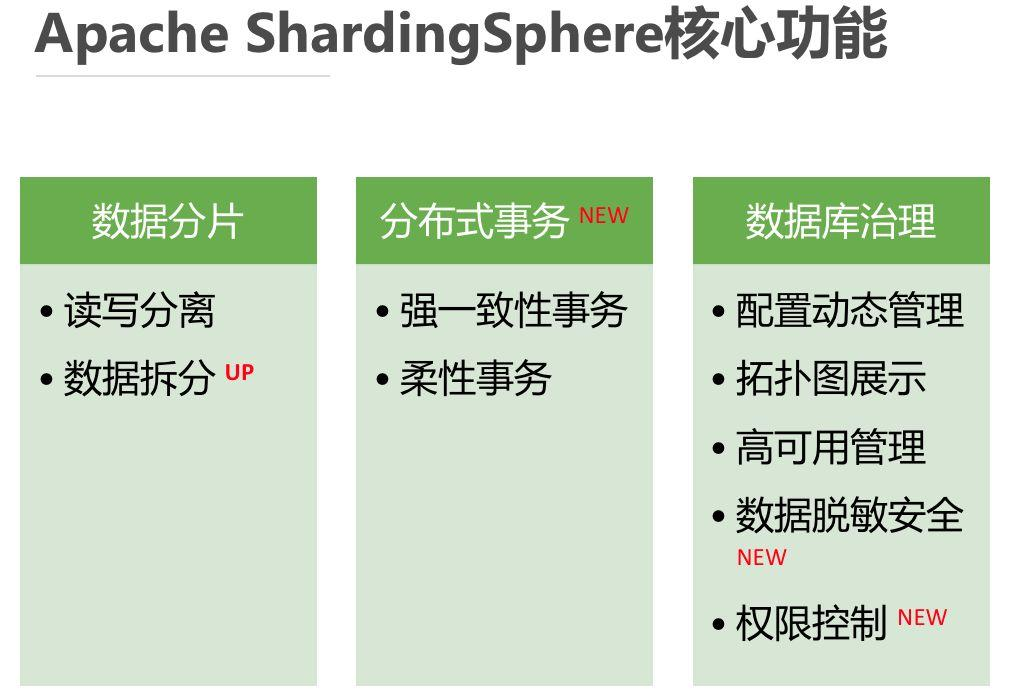 Apache ShardingSphere核心功能
数据分片
• 读写分离
• 数据拆分 UP
分布式事务 NEW
• 强一致性事务
• 柔性事务
数据库治理
• 配置动态管理
• 拓扑图展示
• 高可用管理
• 数据脱敏安全
NEW
• 权限控制 NEW